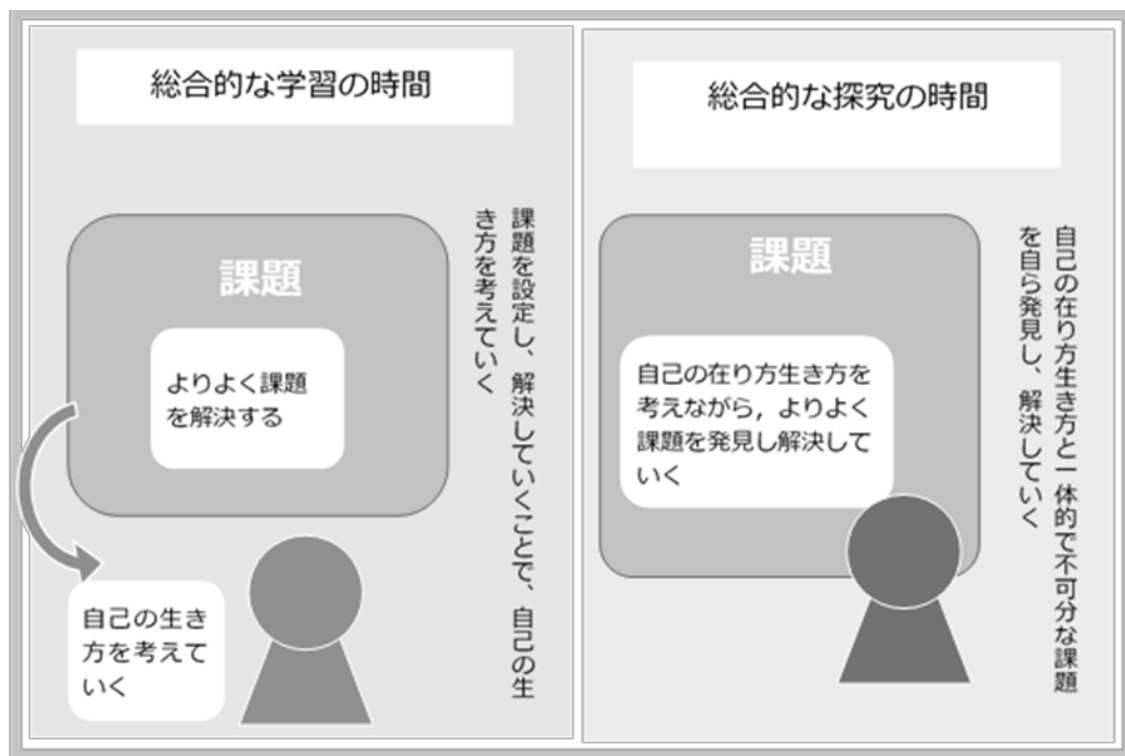 総合的な学習の時間
課題
よりよく課題
を解決する
自己の生き
方を考えて
いく
課題を設定し、解決していくことで、自己の生
き方を考えていく
総合的な探究の時間
課題
自己の在り方生き方を
考えながら，よりよく
課題を発見し解決して
いく
自己の在り方生き方と一体的で不可分な課題
を自ら発見し、解決していく